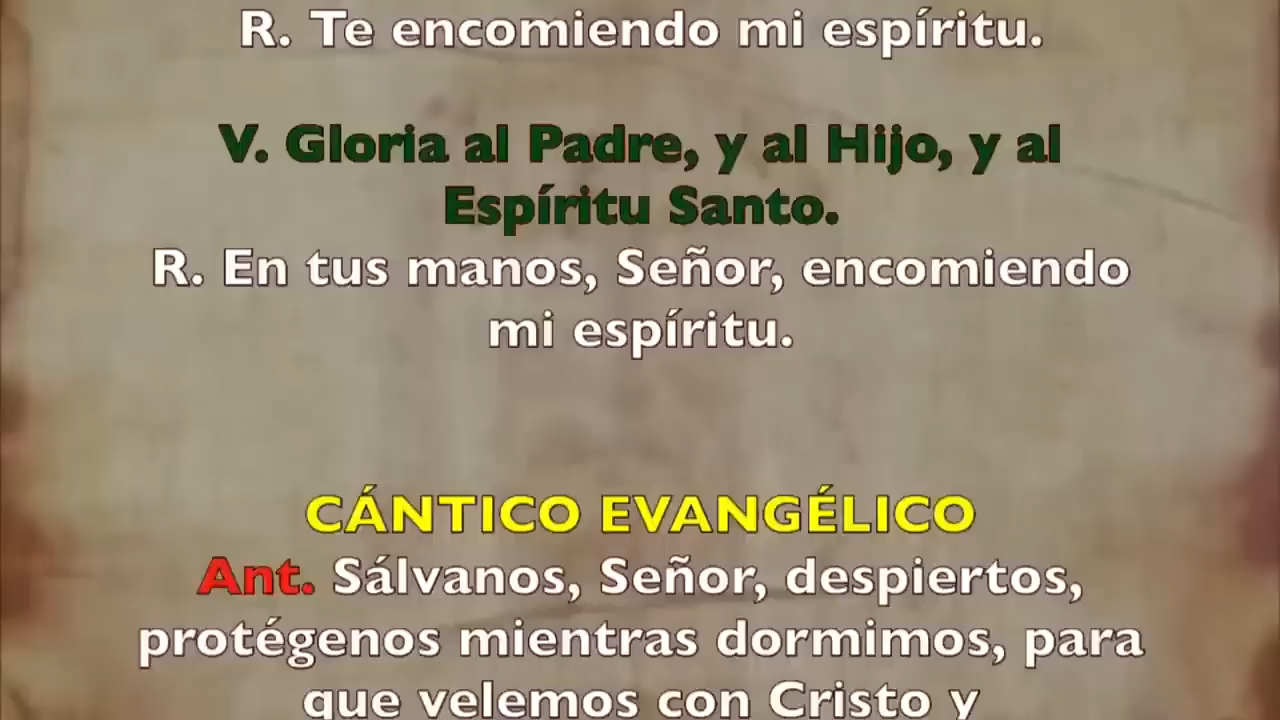 R. Te encomiendo mi espíritu.
V. Gloria al Padre, y al Hijo, y al
Espíritu Santo.
R. En tus manos, Señor, encomiendo
mi espíritu.
CÁNTICO EVANGÉLICO
Ant. Sálvanos, Señor, despiertos,
protégenos mientras dormimos, para
que velemos con Cristo y